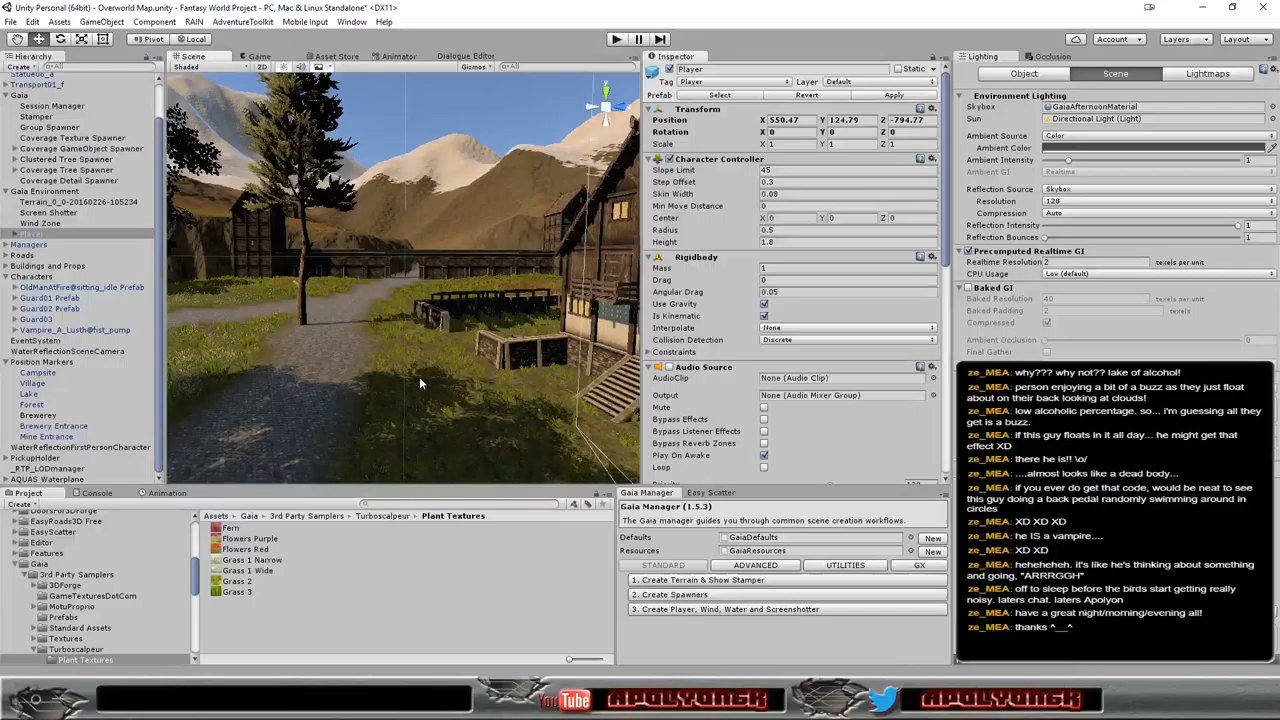 Unity Personal (64bit) - Overworld Map.unity - Fantasy World Project - PC, Mac & Linux Standalone* <DX11>
File Edit Assets GameObject Component RAIN AdventureToolkit Mobile Input Window Help
Pivot Local
Account Layers Layout
Hierarchy
Create All
Statue06_a
Transport01_f
Gaia
Session Manager
Stamper
Group Spawner
Coverage Texture Spawner
Coverage GameObject Spawner
Clustered Tree Spawner
Coverage Tree Spawner
Coverage Detail Spawner
Gaia Environment
Terrain_0_0-20160226-105234
Screen Shotter
Wind Zone
Player
Managers
Roads
Buildings and Props
Characters
OldManAtFire@sitting_idle Prefab
Guard01 Prefab
Guard02 Prefab
Guard03
Vampire_A_Lusth@fist_pump
EventSystem
WaterReflectionSceneCamera
Position Markers
Campsite
Village
Lake
Forest
Brewerey
Brewery Entrance
Mine Entrance
WaterReflectionFirstPersonCharacter
PickupHolder
_RTP_LODmanager
AQUAS Waterplane
Scene Game Asset Store Animator Dialogue Editor
Shaded 2D Gizmos All
y
Inspector
Player Static
Tag Player Layer Default
Prefab Select Revert Apply
Transform
Position X 550.47 Y 124.79 Z -794.77
Rotation X 0 Y 0 Z 0
Scale X 1 Y 1 Z 1
Character Controller
Slope Limit 45
Step Offset 0.3
Skin Width 0.08
Min Move Distance 0
Center X 0 Y 0 Z 0
Radius 0.5
Height 1.8
Rigidbody
Mass 1
Drag 0
Angular Drag 0.05
Use Gravity
Is Kinematic
Interpolate None
Collision Detection Discrete
Constraints
Audio Source
AudioClip None (Audio Clip)
Output None (Audio Mixer Group)
Mute
Bypass Effects
Bypass Listener Effects
Bypass Reverb Zones
Play On Awake
Loop
Lighting Occlusion
Object Scene Lightmaps
Environment Lighting
Skybox GaiaAfternoonMaterial
Sun Directional Light (Light)
Ambient Source Color
Ambient Color
Ambient Intensity 1
Ambient GI Realtime
Reflection Source Skybox
Resolution 128
Compression Auto
Reflection Intensity 1
Reflection Bounces 1
Precomputed Realtime GI
Realtime Resolution 2 texels per unit
CPU Usage Low (default)
Baked GI
Baked Resolution 40 texels per unit
Baked Padding 2 texels
Compressed
Ambient Occlusion 0
Final Gather
ze_MEA: why??? why not?? lake of alcohol!
ze_MEA: person enjoying a bit of a buzz as they just float
about on their back looking at clouds!
ze_MEA: low alcoholic percentage. so... i'm guessing all they
get is a buzz.
ze_MEA: if this guy floats in it all day... he might get that
effect XD
ze_MEA: there he is!! \o/
ze_MEA: ....almost looks like a dead body...
ze_MEA: if you ever do get that code, would be neat to see
this guy doing a back pedal randomly swimming around in
circles
ze_MEA: XD XD XD
ze_MEA: he IS a vampire....
ze_MEA: XD XD
ze_MEA: heheheheh. it's like he's thinking about something
and going, "ARRRGGH"
ze_MEA: off to sleep before the birds start getting really
noisy. laters chat. laters Apolyon
ze_MEA: have a great night/morning/evening all!
ze_MEA: thanks ^__^
Project Console Animation
Create
EasyRoads3D Free
EasyScatter
Editor
Features
Gaia
3rd Party Samplers
3DForge
GameTexturesDotCom
MotuProprio
Prefabs
Standard Assets
Textures
Turboscalpeur
Plant Textures
Assets Gaia 3rd Party Samplers Turboscalpeur Plant Textures
Fern
Flowers Purple
Flowers Red
Grass 1 Narrow
Grass 1 Wide
Grass 2
Grass 3
Gaia Manager Easy Scatter
Gaia Manager (1.5.3)
The Gaia manager guides you through common scene creation workflows.
Defaults GaiaDefaults New
Resources GaiaResources New
STANDARD ADVANCED UTILITIES GX
1. Create Terrain & Show Stamper
2. Create Spawners
3. Create Player, Wind, Water and Screenshotter
You Tube APOLYONGK APOLYONGK